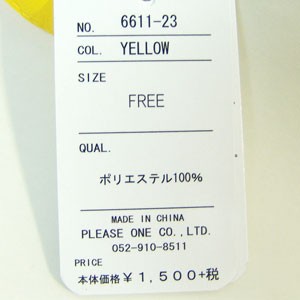 NO. 6611-23
COL. YELLOW
SIZE
FREE
QUAL.
ポリエステル100%
MADE IN CHINA
PLEASE ONE CO.,LTD.
052-910-8511
PRICE
本体価格￥1,500+税